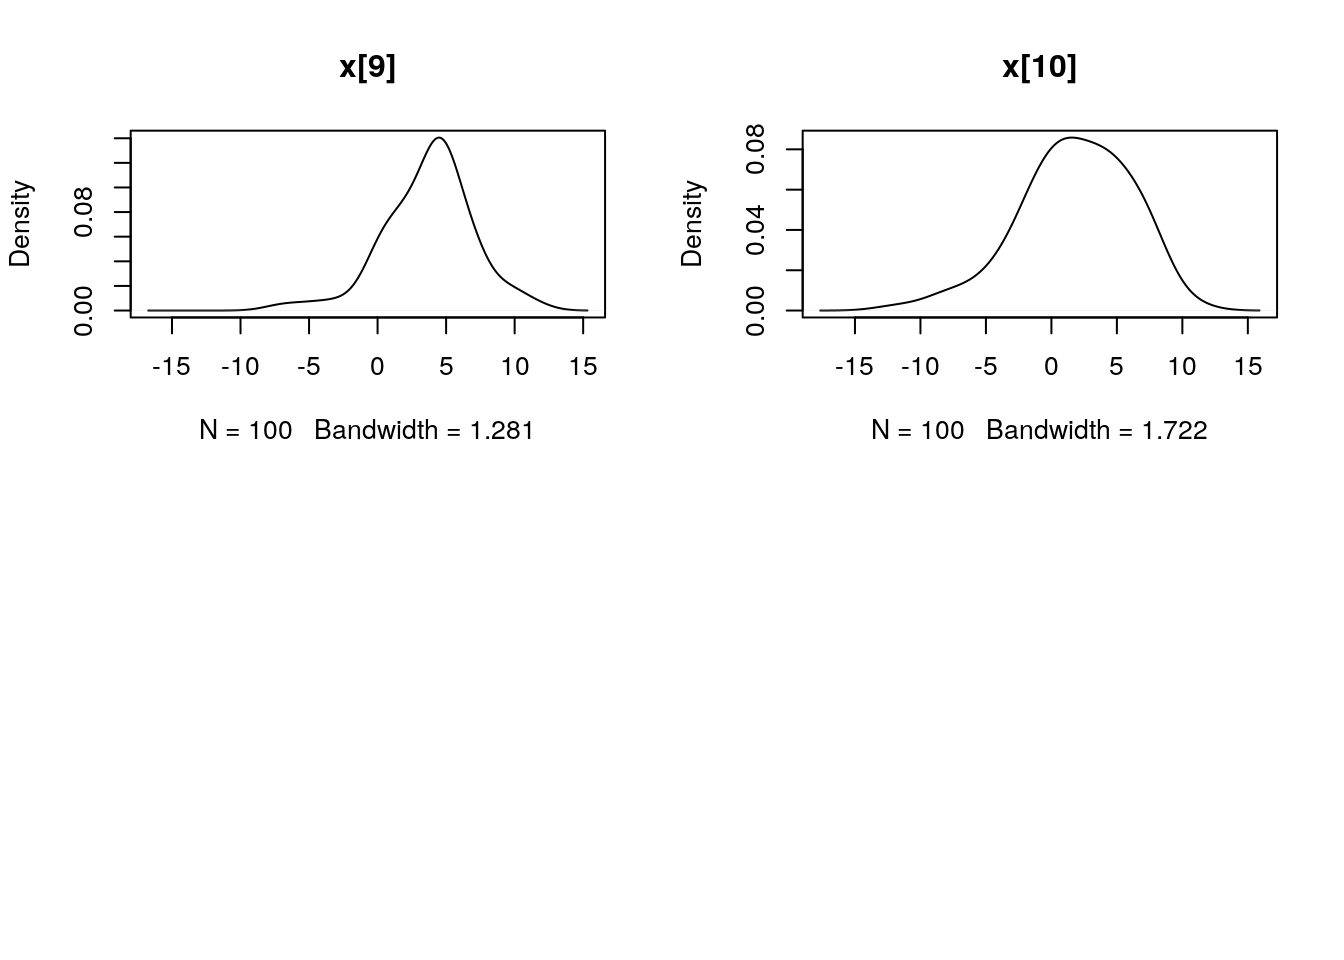 x[9]
Density
0.00 0.08
-15 -10 -5 0 5 10 15
N = 100 Bandwidth = 1.281
x[10]
Density
0.00 0.04 0.08
-15 -10 -5 0 5 10 15
N = 100 Bandwidth = 1.722